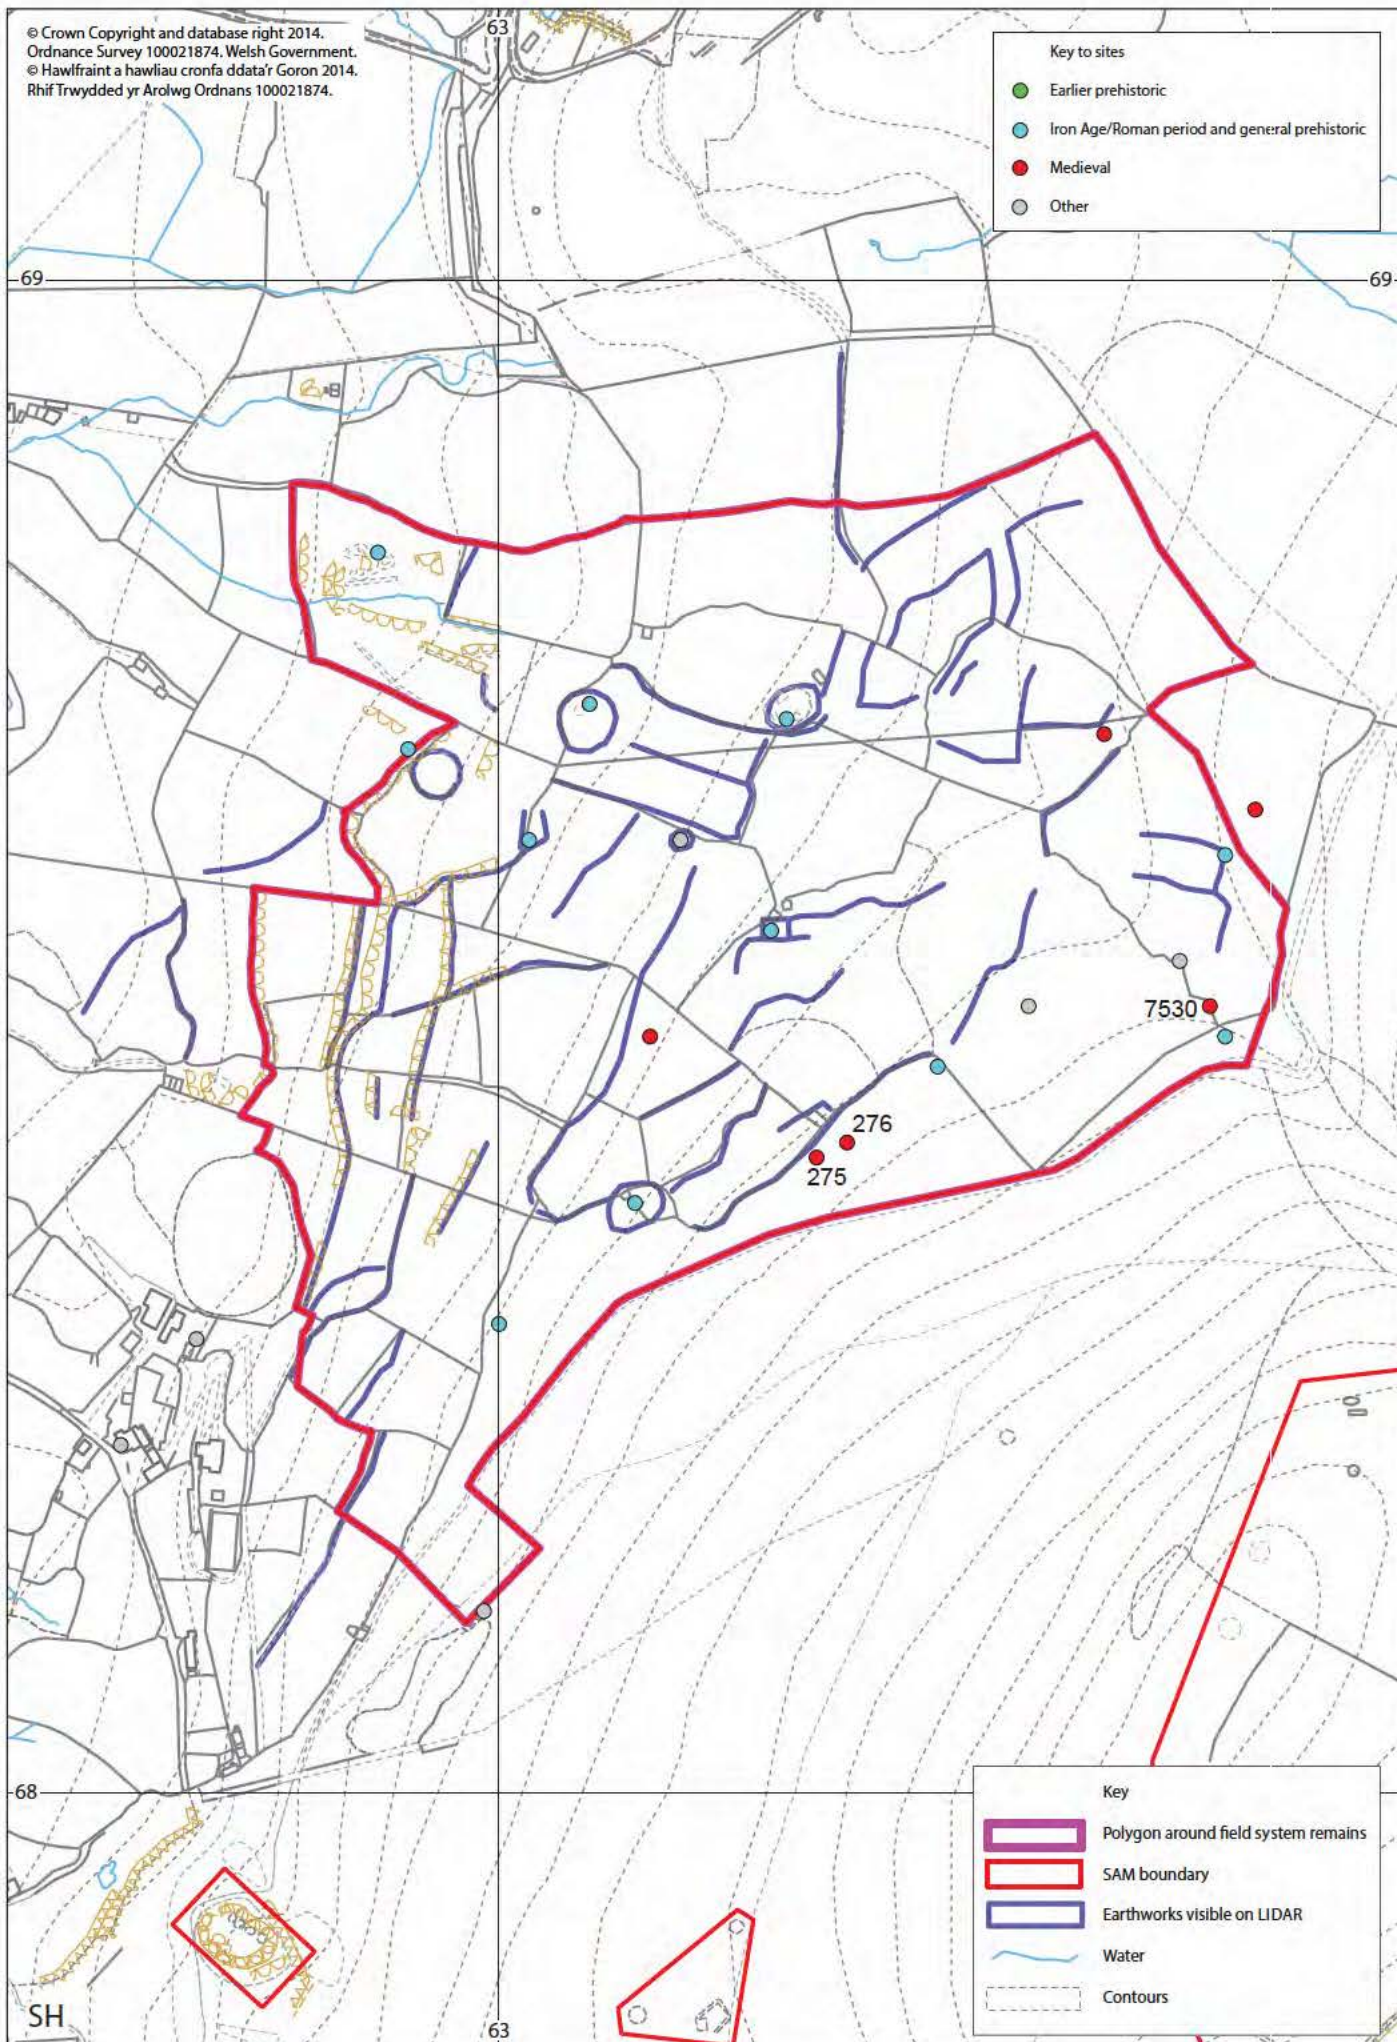 © Crown Copyright and database right 2014.
Ordnance Survey 100021874. Welsh Government.
© Hawlfraint a hawliau cronfa ddata'r Goron 2014.
Rhif Trwydded yr Arolwg Ordnans 100021874.
63
Key to sites
Earlier prehistoric
Iron Age/Roman period and general prehistoric
Medieval
Other
69
69
7530
276
275
68
Key
Polygon around field system remains
SAM boundary
Earthworks visible on LIDAR
Water
Contours
SH
63